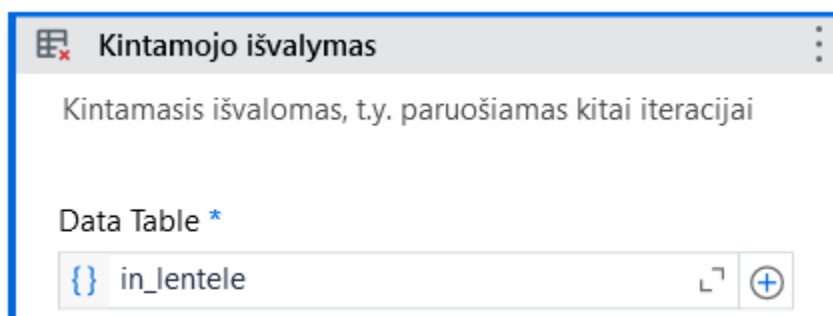 Kintamojo išvalymas
Kintamasis išvalomas, t.y. paruošiamas kitai iteracijai
Data Table *
{} in_lentele